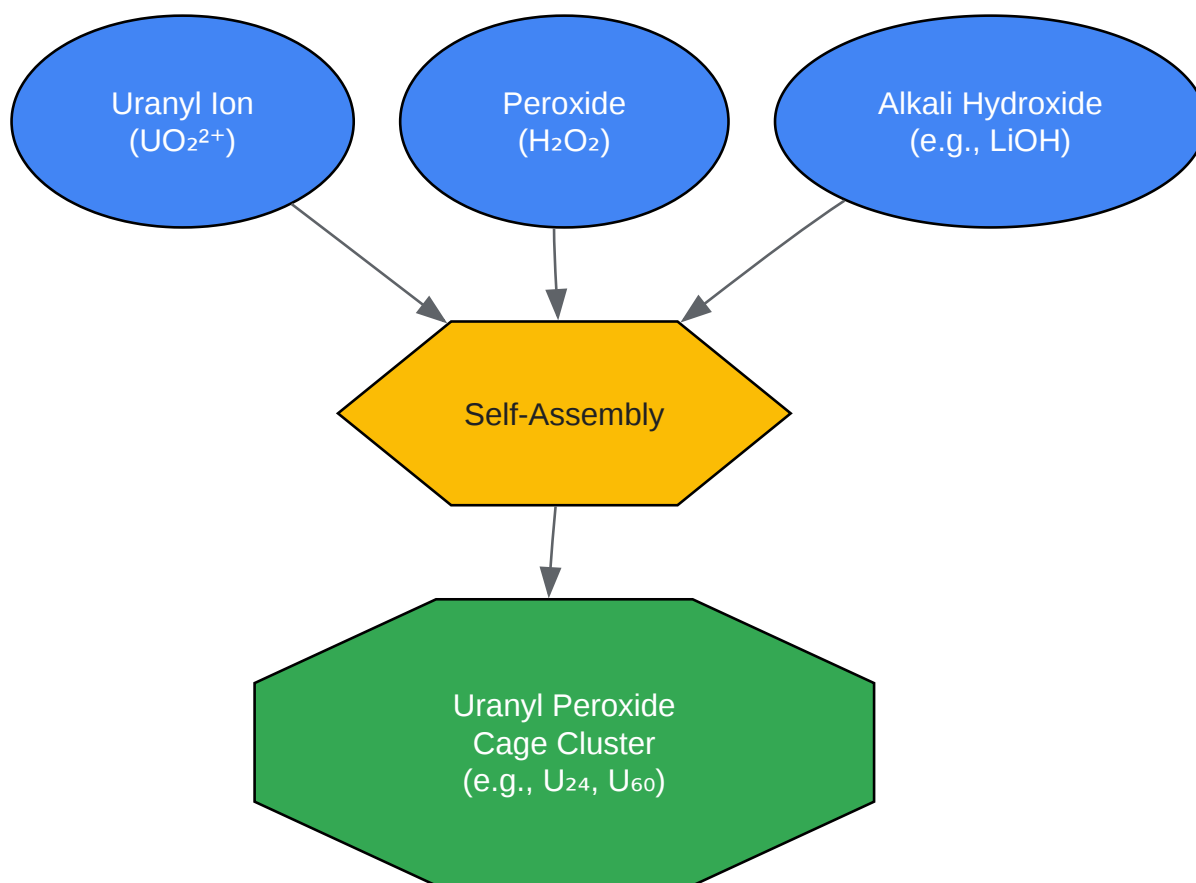 Uranyl Ion
(UO₂²⁺)
Peroxide
(H₂O₂)
Alkali Hydroxide
(e.g., LiOH)
Self-Assembly
Uranyl Peroxide
Cage Cluster
(e.g., U₂₄, U₆₀)